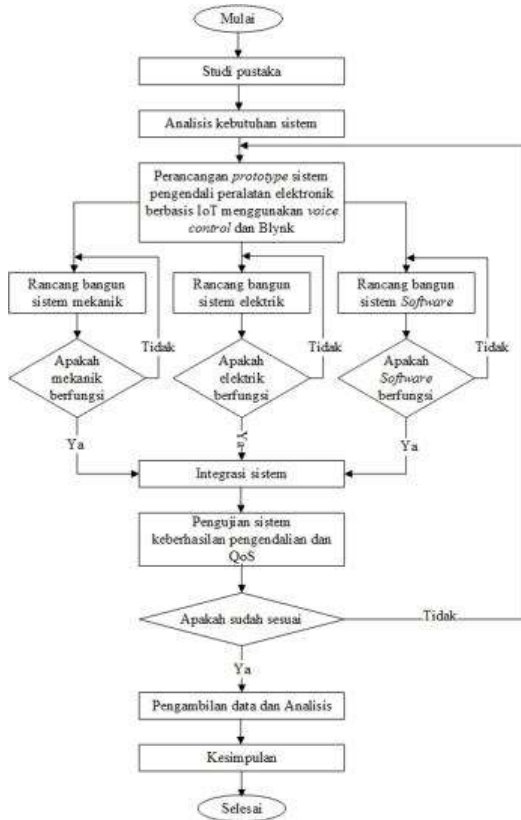 Mulai
Studi pustaka
Analisis kebutuhan sistem
Perancangan prototype sistem
pengendali peralatan elektronik
berbasis IoT menggunakan voice
control dan Blynk
Rancang bangun
sistem mekanik
Rancang bangun
sistem elektrik
Rancang bangun
sistem Software
Tidak
Tidak
Tidak
Apakah
mekanik
berfungsi
Apakah
elektrik
berfungsi
Apakah
Software
berfungsi
Ya
Ya
Ya
Integrasi sistem
Pengujian sistem
keberhasilan pengendalian dan
QoS
Apakah sudah sesuai
Tidak
Ya
Pengambilan data dan Analisis
Kesimpulan
Selesai